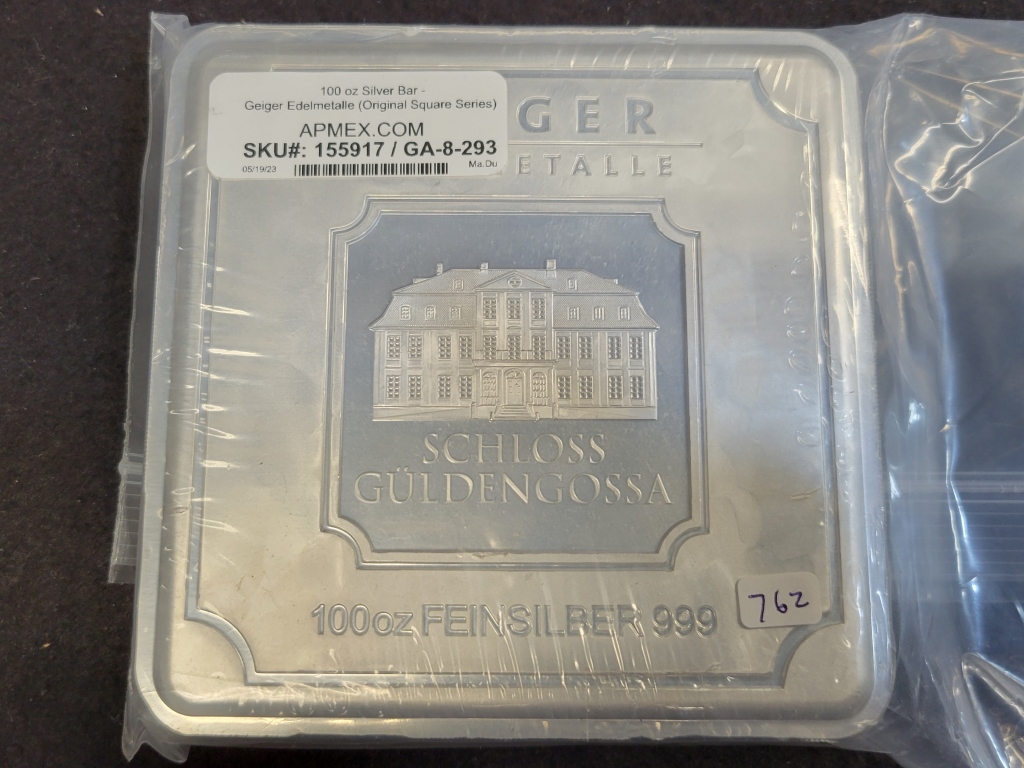 100 oz Silver Bar -
Geiger Edelmetalle (Original Square Series)
APMEX.COM
SKU#: 155917 / GA-8-293
05/19/23 Ma.Du
GER
ETALLE
SCHLOSS
GÜLDENGOSSA
100oz FEINSILBER 999
762